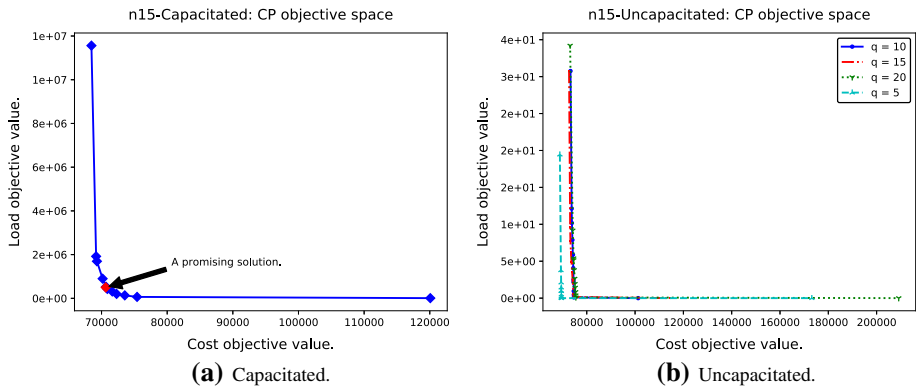 n15-Capacitated: CP objective space
1e+07
1e+07
8e+06
6e+06
4e+06
2e+06
0e+00
Load objective value.
A promising solution.
70000 80000 90000 100000 110000 120000
Cost objective value.
(a) Capacitated.
n15-Uncapacitated: CP objective space
4e+01
3e+01
3e+01
2e+01
2e+01
1e+01
5e+00
0e+00
Load objective value.
q = 10
q = 15
q = 20
q = 5
80000 100000 120000 140000 160000 180000 200000
Cost objective value.
(b) Uncapacitated.